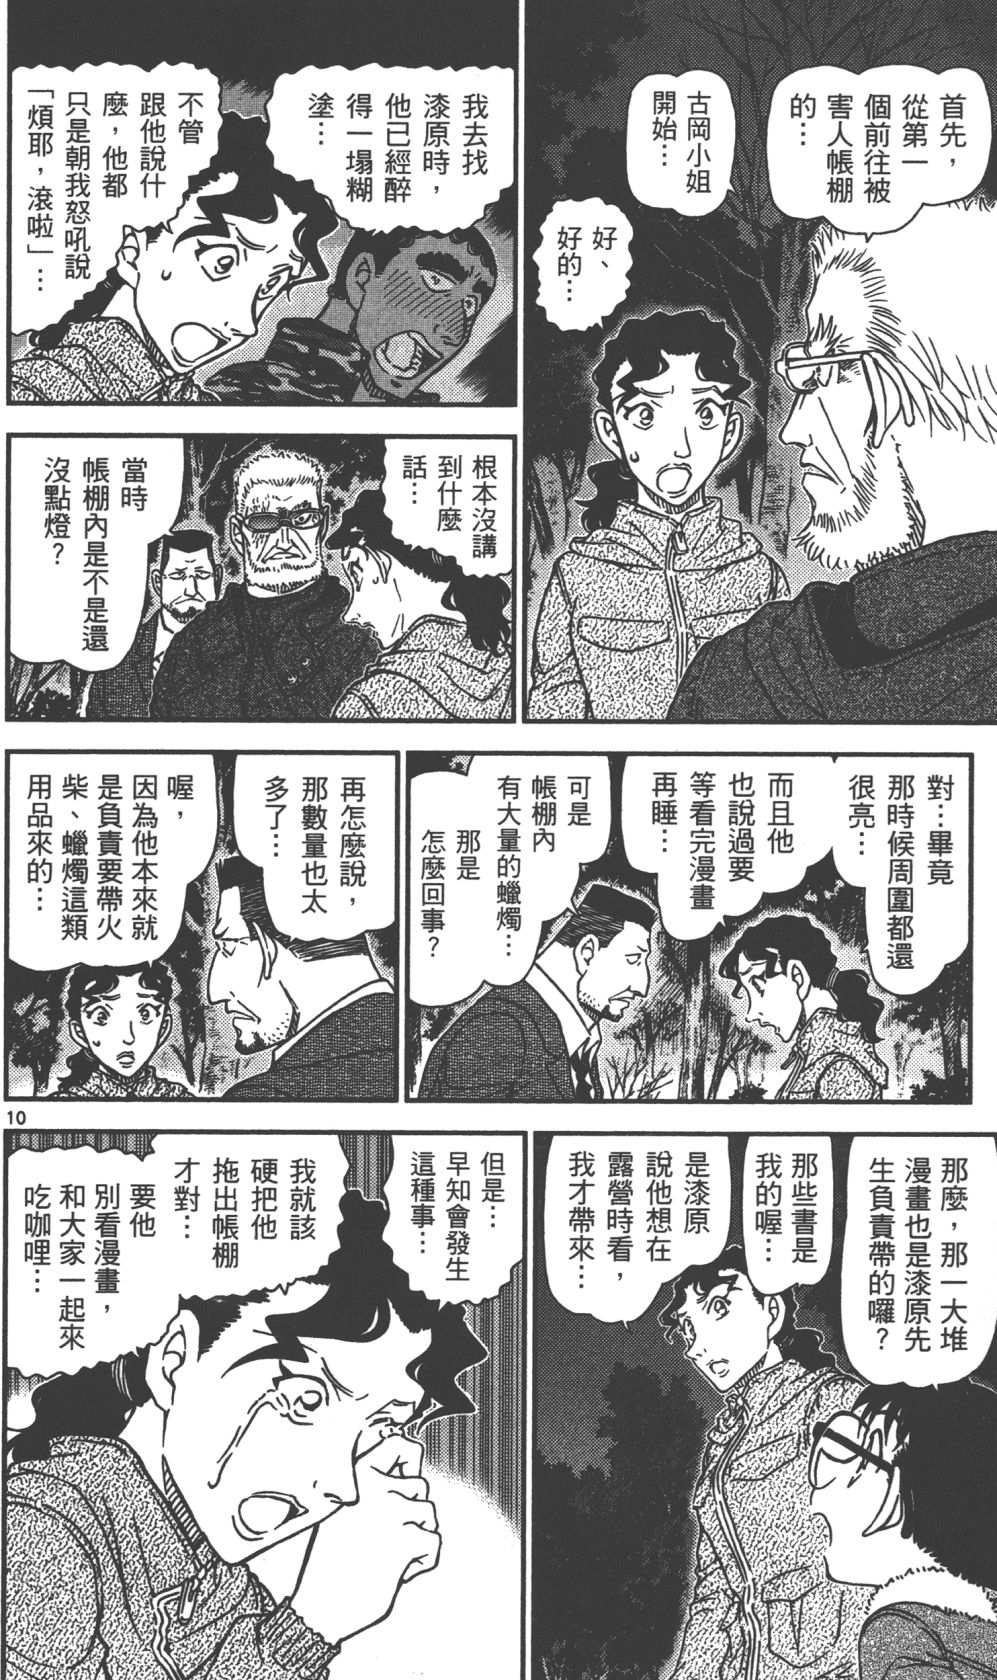 首先，
從第一
個前往被
害人帳棚
的…
古岡小姐
開始…
好、
好的…
我去找
漆原時，
他已經醉
得一塌糊
塗…
不管
跟他說什
麼，他都
只是朝我怒吼說
「煩耶，滾啦」…
根本沒講
到什麼
話…
當時
帳棚內是不是還
沒點燈？
對…畢竟
那時候周圍都還
很亮…
而且他
也說過要
等看完漫畫
再睡…
可是
帳棚內
有大量的蠟燭…
那是
怎麼回事？
再怎麼說，
那數量也太
多了…
喔，
因為他本來就
是負責要帶火
柴、蠟燭這類
用品來的…
10
那麼，那一大堆
漫畫也是漆原先
生負責帶的囉？
那些書是
我的喔…
是漆原
說他想在
露營時看，
我才帶來…
但是…
早知會發生
這種事…
我就該
硬把他
拖出帳棚
才對…
要他
別看漫畫，
和大家一起來
吃咖哩…